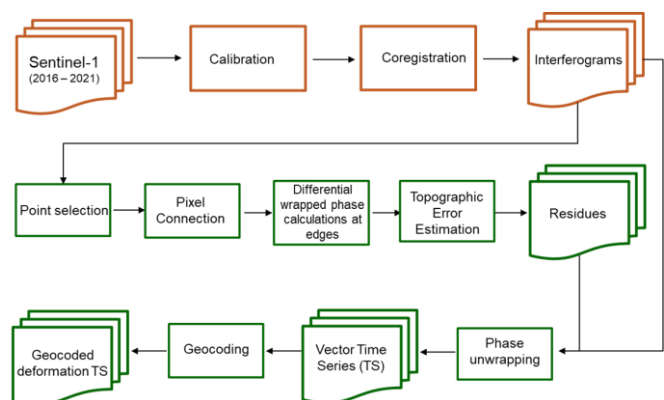 Sentinel-1
(2016 – 2021)
Calibration
Coregistration
Interferograms
Point selection
Pixel
Connection
Differential
wrapped phase
calculations at
edges
Topographic
Error
Estimation
Residues
Geocoded
deformation TS
Geocoding
Vector Time
Series (TS)
Phase
unwrapping